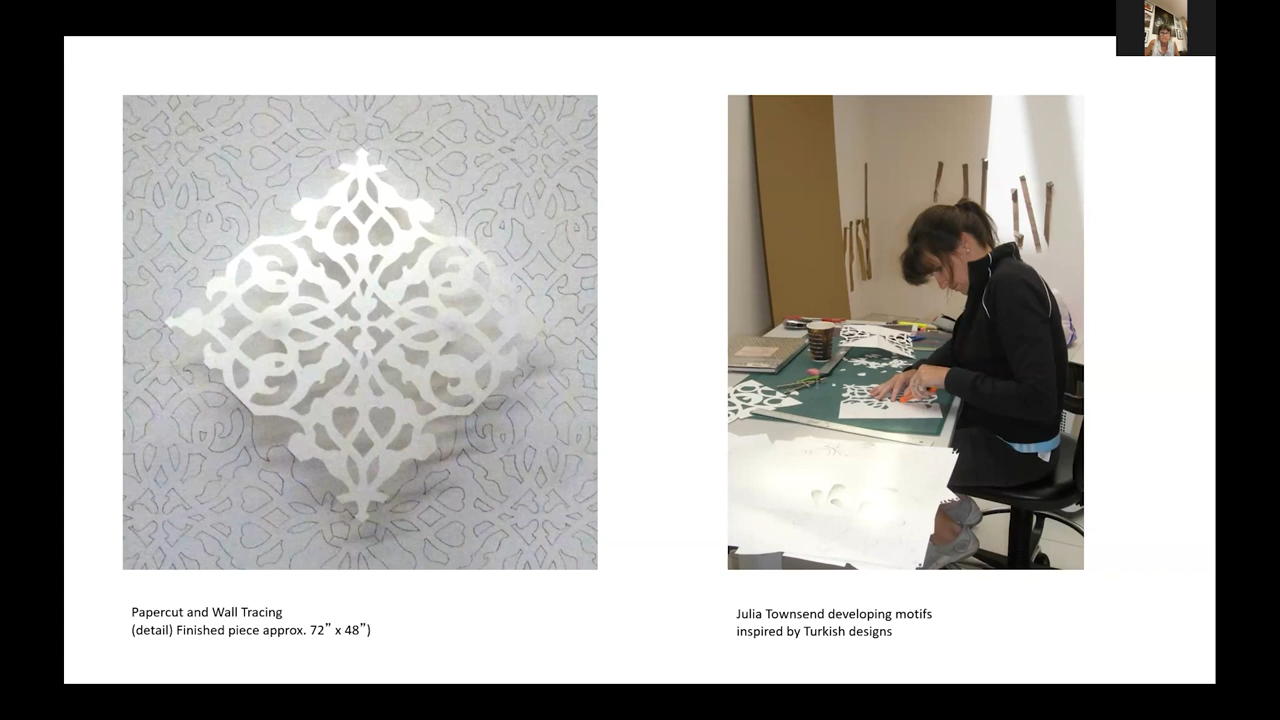 Papercut and Wall Tracing
(detail) Finished piece approx. 72” x 48”)
Julia Townsend developing motifs
inspired by Turkish designs